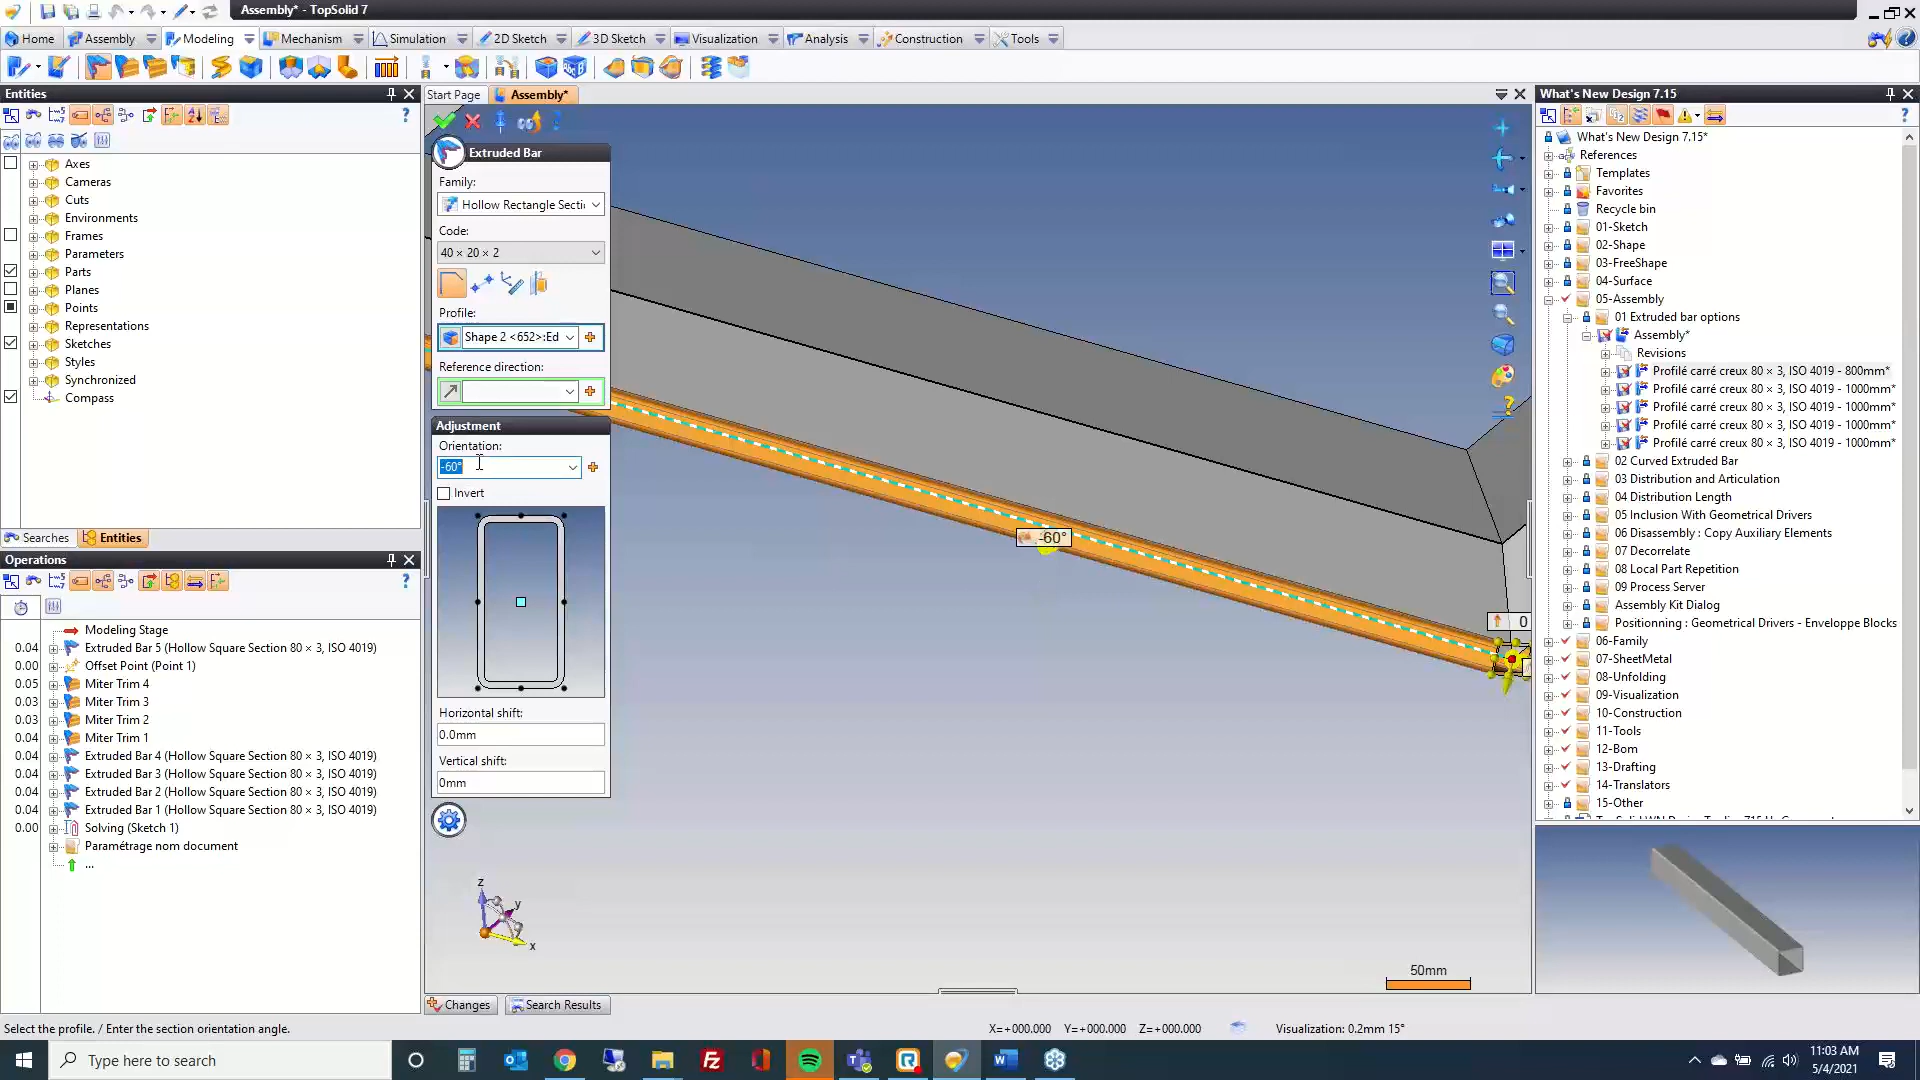 Assembly* - TopSolid 7
Home
Assembly
Modeling
Mechanism
Simulation
2D Sketch
3D Sketch
Visualization
Analysis
Construction
Tools
Entities
Axes
Cameras
Cuts
Environments
Frames
Parameters
Parts
Planes
Points
Representations
Sketches
Styles
Synchronized
Compass
Searches
Entities
Operations
0.04 Extruded Bar 5 (Hollow Square Section 80 × 3, ISO 4019)
Modeling Stage
0.00 Offset Point (Point 1)
0.05 Miter Trim 4
0.03 Miter Trim 3
0.03 Miter Trim 2
0.04 Miter Trim 1
0.04 Extruded Bar 4 (Hollow Square Section 80 × 3, ISO 4019)
0.04 Extruded Bar 3 (Hollow Square Section 80 × 3, ISO 4019)
0.04 Extruded Bar 2 (Hollow Square Section 80 × 3, ISO 4019)
0.04 Extruded Bar 1 (Hollow Square Section 80 × 3, ISO 4019)
0.00 Solving (Sketch 1)
Paramétrage nom document
...
Start Page
Assembly*
Extruded Bar
Family:
Hollow Rectangle Secti
Code:
40 × 20 × 2
Profile:
Shape 2 <652>:Ed
Reference direction:
Adjustment
Orientation:
-60°
Invert
Horizontal shift:
0.0mm
Vertical shift:
0mm
-60°
0
z
y
x
50mm
Changes
Search Results
What's New Design 7.15
What's New Design 7.15*
References
Templates
Favorites
Recycle bin
01-Sketch
02-Shape
03-FreeShape
04-Surface
05-Assembly
01 Extruded bar options
Assembly*
Revisions
Profilé carré creux 80 × 3, ISO 4019 - 800mm*
Profilé carré creux 80 × 3, ISO 4019 - 1000mm*
Profilé carré creux 80 × 3, ISO 4019 - 1000mm*
Profilé carré creux 80 × 3, ISO 4019 - 1000mm*
Profilé carré creux 80 × 3, ISO 4019 - 1000mm*
02 Curved Extruded Bar
03 Distribution and Articulation
04 Distribution Length
05 Inclusion With Geometrical Drivers
06 Disassembly : Copy Auxiliary Elements
07 Decorrelate
08 Local Part Repetition
09 Process Server
Assembly Kit Dialog
Positionning : Geometrical Drivers - Enveloppe Blocks
06-Family
07-SheetMetal
08-Unfolding
09-Visualization
10-Construction
11-Tools
12-Bom
13-Drafting
14-Translators
15-Other
Select the profile. / Enter the section orientation angle.
X=+000.000 Y=+000.000 Z=+000.000
Visualization: 0.2mm 15°
Type here to search
11:03 AM
5/4/2021